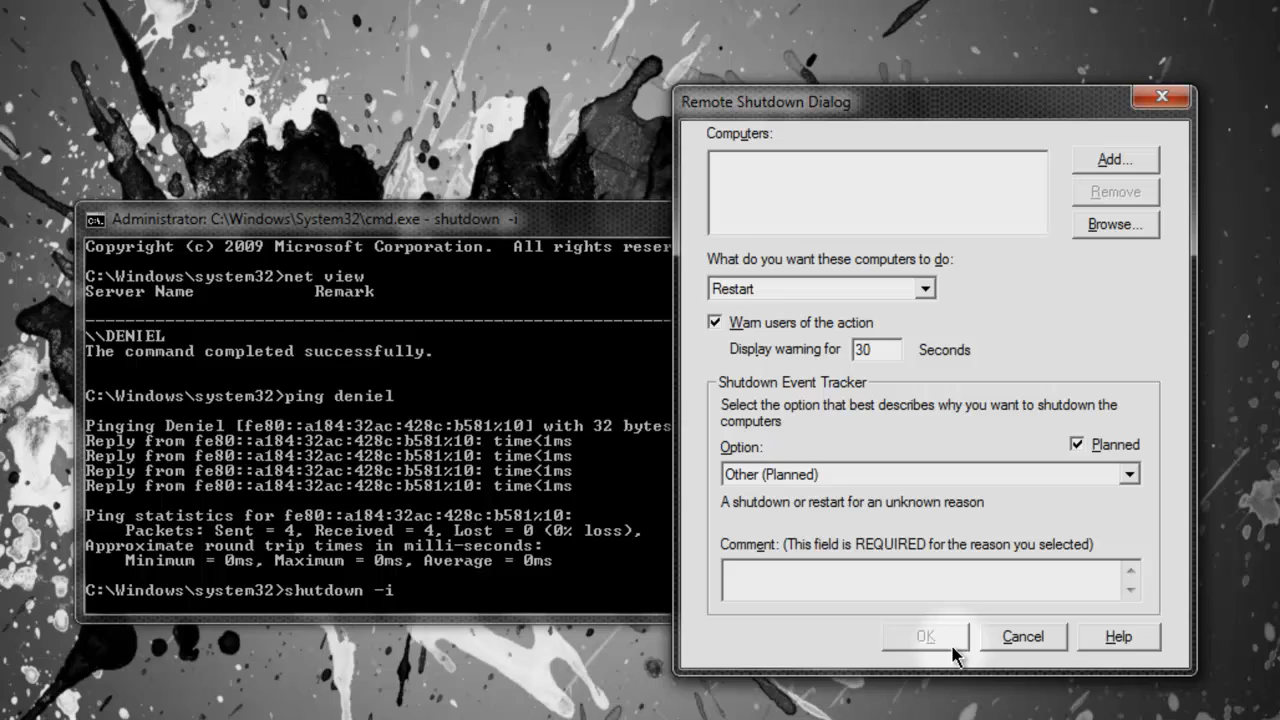 Administrator: C:\Windows\System32\cmd.exe - shutdown -i
Copyright (c) 2009 Microsoft Corporation. All rights reser
C:\Windows\system32>net view
Server Name Remark
\\DENIEL
The command completed successfully.
C:\Windows\system32>ping deniel
Pinging Deniel [fe80::a184:32ac:428c:b581%10] with 32 bytes
Reply from fe80::a184:32ac:428c:b581%10: time<1ms
Reply from fe80::a184:32ac:428c:b581%10: time<1ms
Reply from fe80::a184:32ac:428c:b581%10: time<1ms
Reply from fe80::a184:32ac:428c:b581%10: time<1ms
Ping statistics for fe80::a184:32ac:428c:b581%10:
Packets: Sent = 4, Received = 4, Lost = 0 (0% loss),
Approximate round trip times in milli-seconds:
Minimum = 0ms, Maximum = 0ms, Average = 0ms
C:\Windows\system32>shutdown -i
Remote Shutdown Dialog
Computers:
Add...
Remove
Browse...
What do you want these computers to do:
Restart
Warn users of the action
Display warning for 30 Seconds
Shutdown Event Tracker
Select the option that best describes why you want to shutdown the
computers
Option: Planned
Other (Planned)
A shutdown or restart for an unknown reason
Comment: (This field is REQUIRED for the reason you selected)
OK Cancel Help